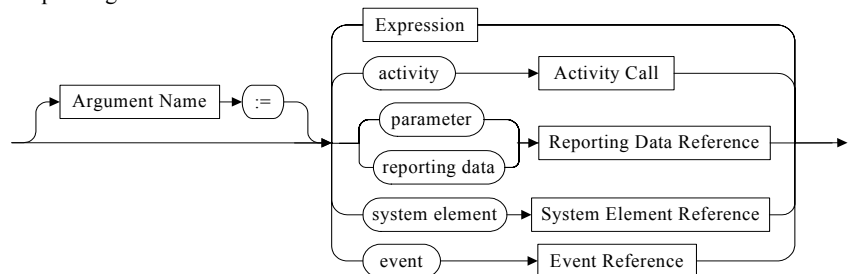 Expression
activity Activity Call
Argument Name :=
parameter
Reporting Data Reference
reporting data
system element System Element Reference
event Event Reference